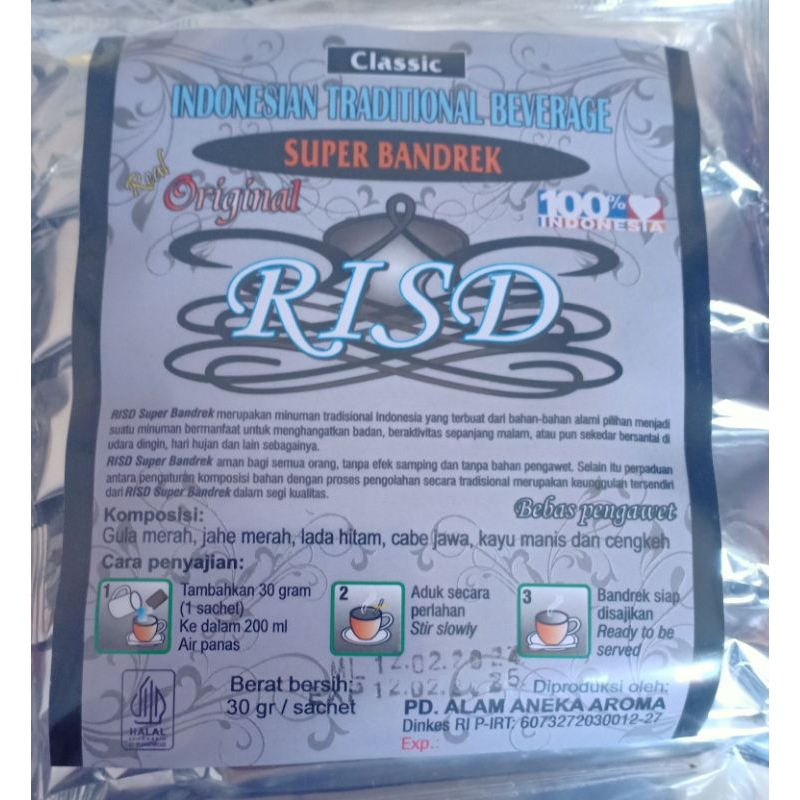 Classic
INDONESIAN TRADITIONAL BEVERAGE
SUPER BANDREK
Real
Original
100%
INDONESIA
RISD
RISD Super Bandrek merupakan minuman tradisional Indonesia yang terbuat dari bahan-bahan alami pilihan menjadi
suatu minuman bermanfaat untuk menghangatkan badan, beraktivitas sepanjang malam, atau pun sekedar bersantai di
udara dingin, hari hujan dan lain sebagainya.
RISD Super Bandrek aman bagi semua orang, tanpa efek samping dan tanpa bahan pengawet. Selain itu perpaduan
antara pengaturan komposisi bahan dengan proses pengolahan secara tradisional merupakan keunggulan tersendiri
dari RISD Super Bandrek dalam segi kualitas.
Bebas pengawet
Komposisi:
Gula merah, jahe merah, lada hitam, cabe jawa, kayu manis dan cengkeh
Cara penyajian:
1
Tambahkan 30 gram
(1 sachet)
Ke dalam 200 ml
Air panas
2
Aduk secara
perlahan
Stir slowly
3
Bandrek siap
disajikan
Ready to be
served
12.02.
12.02.
Berat bersih:
30 gr / sachet
Diproduksi oleh:
PD. ALAM ANEKA AROMA
Dinkes RI P-IRT: 6073272030012-27
Exp.:
HALAL
INDONESIA